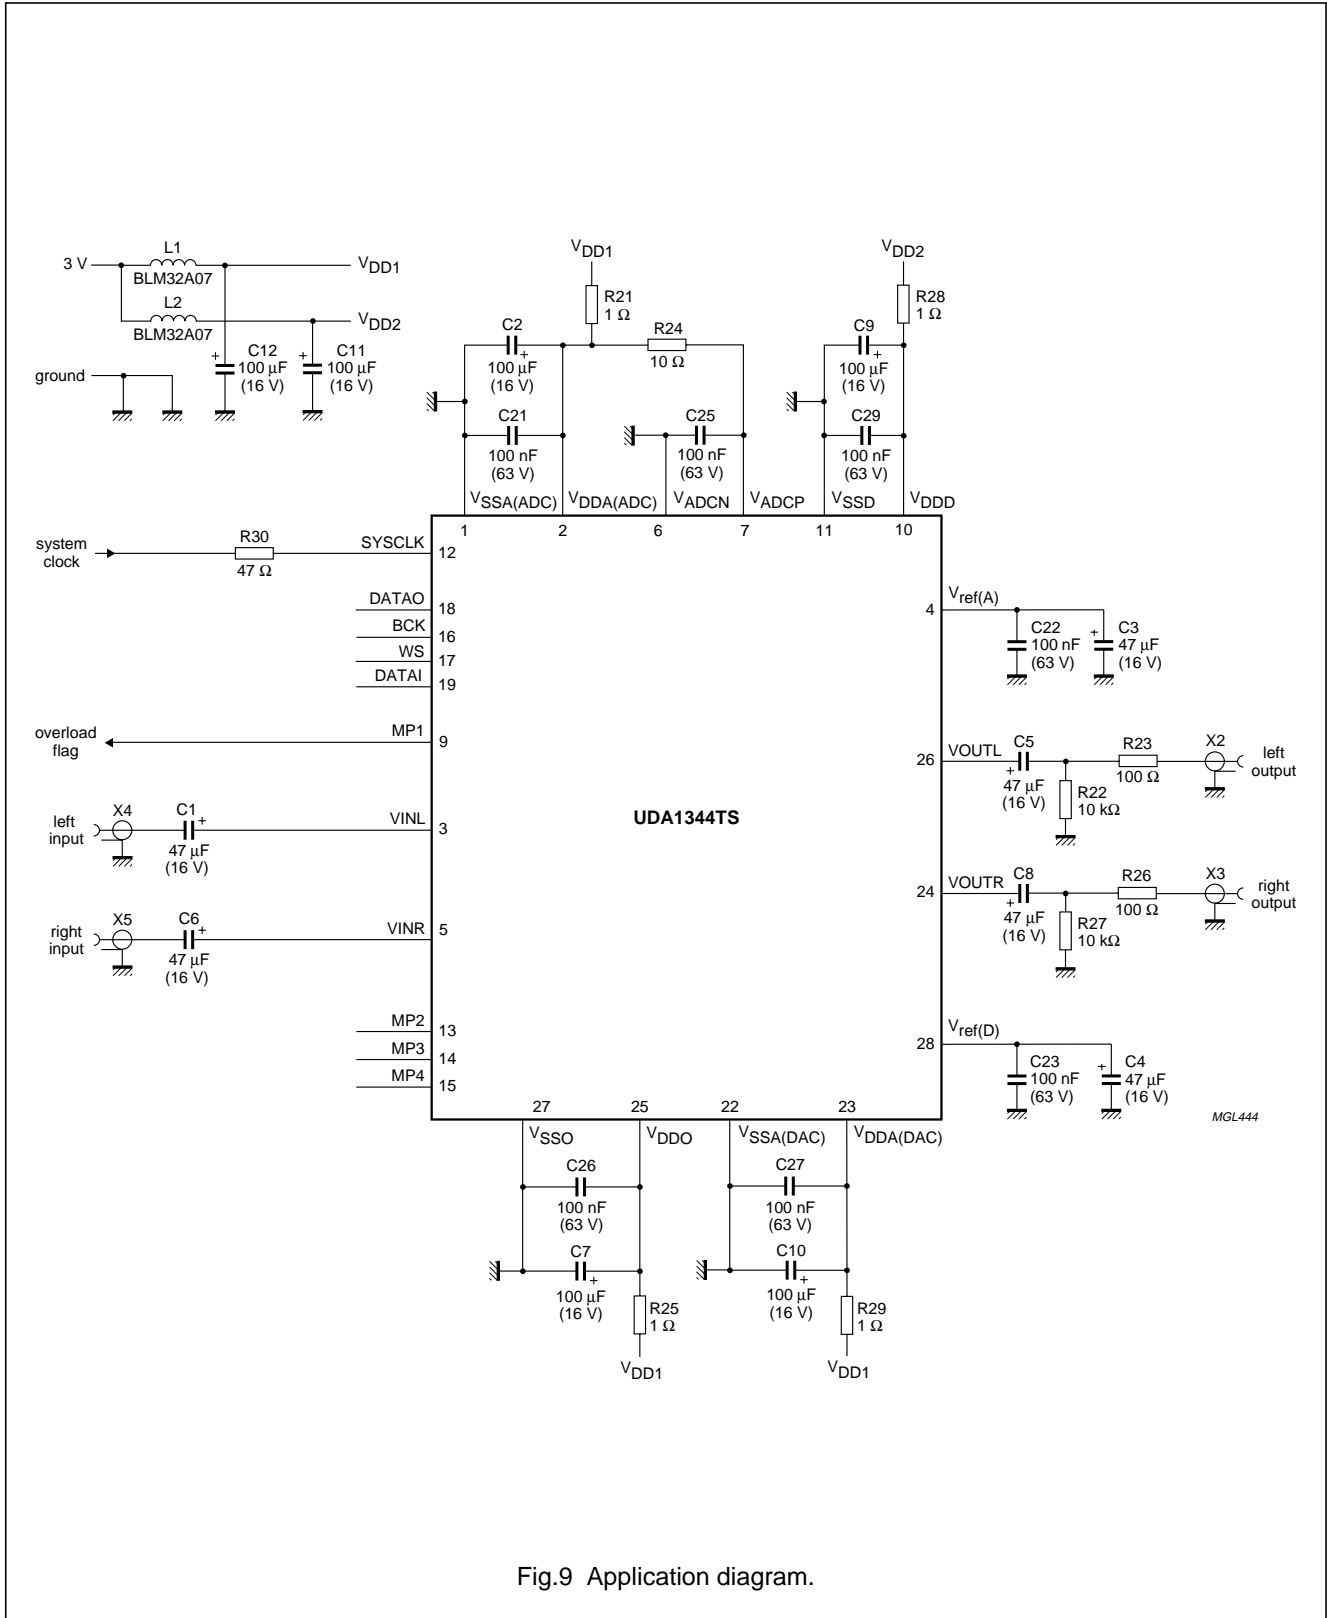 3 V
L1
BLM32A07
VDD1
L2
BLM32A07
VDD2
C12
100 µF
(16 V)
C11
100 µF
(16 V)
ground
VDD1
R21
1 Ω
C2
+
100 µF
(16 V)
R24
10 Ω
C21
100 nF
(63 V)
C25
100 nF
(63 V)
VDD2
R28
1 Ω
C9
+
100 µF
(16 V)
C29
100 nF
(63 V)
VSSA(ADC)
VDDA(ADC)
VADCN
VADCP
VSSD
VDDD
1
2
6
7
11
10
system
clock
R30
47 Ω
SYSCLK
12
DATAO
18
BCK
16
WS
17
DATAI
19
overload
flag
MP1
9
left
input
X4
C1
+
47 µF
(16 V)
VINL
3
right
input
X5
C6
+
47 µF
(16 V)
VINR
5
MP2
13
MP3
14
MP4
15
UDA1344TS
4
Vref(A)
C22
100 nF
(63 V)
+
C3
47 µF
(16 V)
26
VOUTL
C5
+
47 µF
(16 V)
R22
10 kΩ
R23
100 Ω
X2
left
output
24
VOUTR
C8
+
47 µF
(16 V)
R27
10 kΩ
R26
100 Ω
X3
right
output
28
Vref(D)
C23
100 nF
(63 V)
+
C4
47 µF
(16 V)
MGL444
27
25
22
23
VSSO
VDDO
VSSA(DAC)
VDDA(DAC)
C26
100 nF
(63 V)
C7
+
100 µF
(16 V)
R25
1 Ω
VDD1
C27
100 nF
(63 V)
C10
+
100 µF
(16 V)
R29
1 Ω
VDD1
Fig.9 Application diagram.